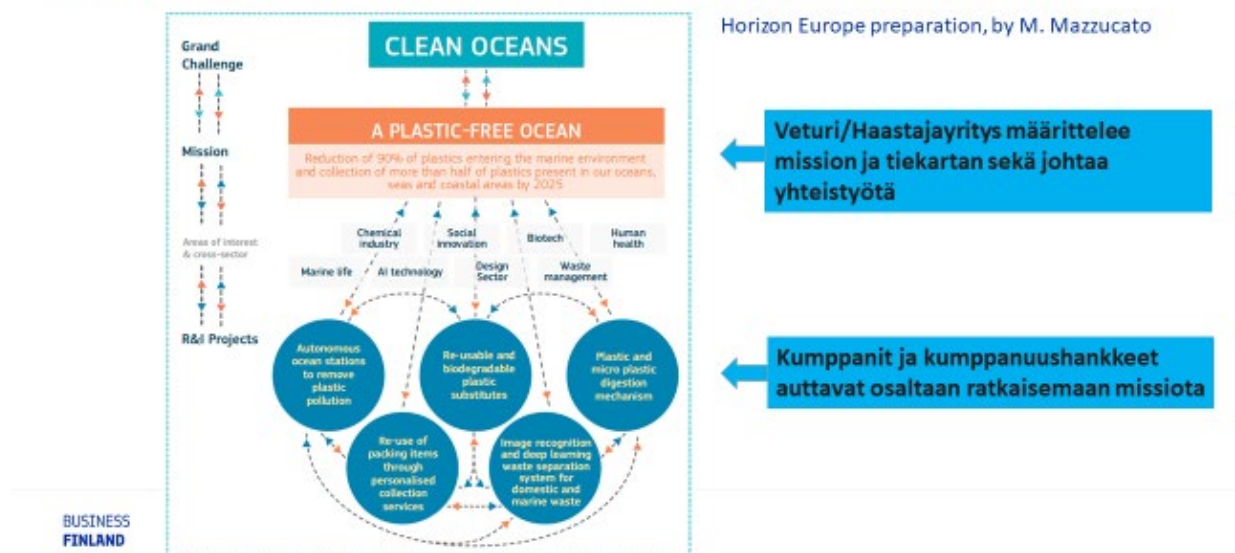 CLEAN OCEANS
Horizon Europe preparation, by M. Mazzucato
Grand
Challenge
A PLASTIC-FREE OCEAN
Reduction of 90% of plastics entering the marine environment
and collection of more than half of plastics present in our oceans,
seas and coastal areas by 2025
Mission
Veturi/Haastajayritys määrittelee
mission ja tiekartan sekä johtaa
yhteistyötä
Areas of interest
& cross-sector
Chemical
industry
Social
innovation
Biotech
Human
health
Marine life
AI technology
Design
Sector
Waste
management
R&I Projects
Autonomous
ocean stations
to remove
plastic
pollution
Re-usable and
biodegradable
plastic
substitutes
Plastic and
micro plastic
digestion
mechanism
Kumppanit ja kumppanuushankkeet
auttavat osaltaan ratkaisemaan missiota
Re-use of
packing items
through
personalised
collection
services
Image recognition
and deep learning
waste separation
system for
domestic and
marine waste
BUSINESS
FINLAND